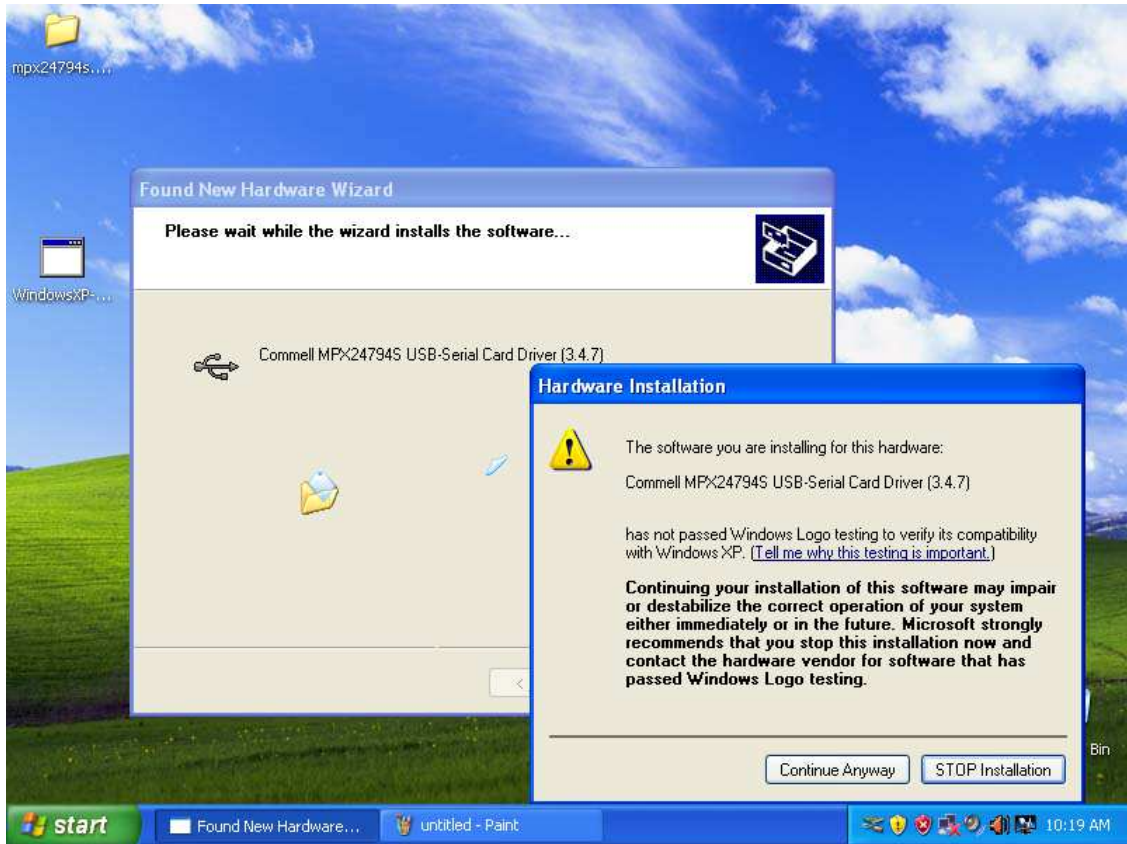 mpx24794s....
WindowsXP-...
Found New Hardware Wizard
Please wait while the wizard installs the software...
Commell MPX24794S USB-Serial Card Driver (3.4.7)
<
Hardware Installation
The software you are installing for this hardware:
Commell MPX24794S USB-Serial Card Driver (3.4.7)
has not passed Windows Logo testing to verify its compatibility
with Windows XP. (Tell me why this testing is important.)
Continuing your installation of this software may impair
or destabilize the correct operation of your system
either immediately or in the future. Microsoft strongly
recommends that you stop this installation now and
contact the hardware vendor for software that has
passed Windows Logo testing.
Continue Anyway
STOP Installation
Bin
start
Found New Hardware...
untitled - Paint
10:19 AM